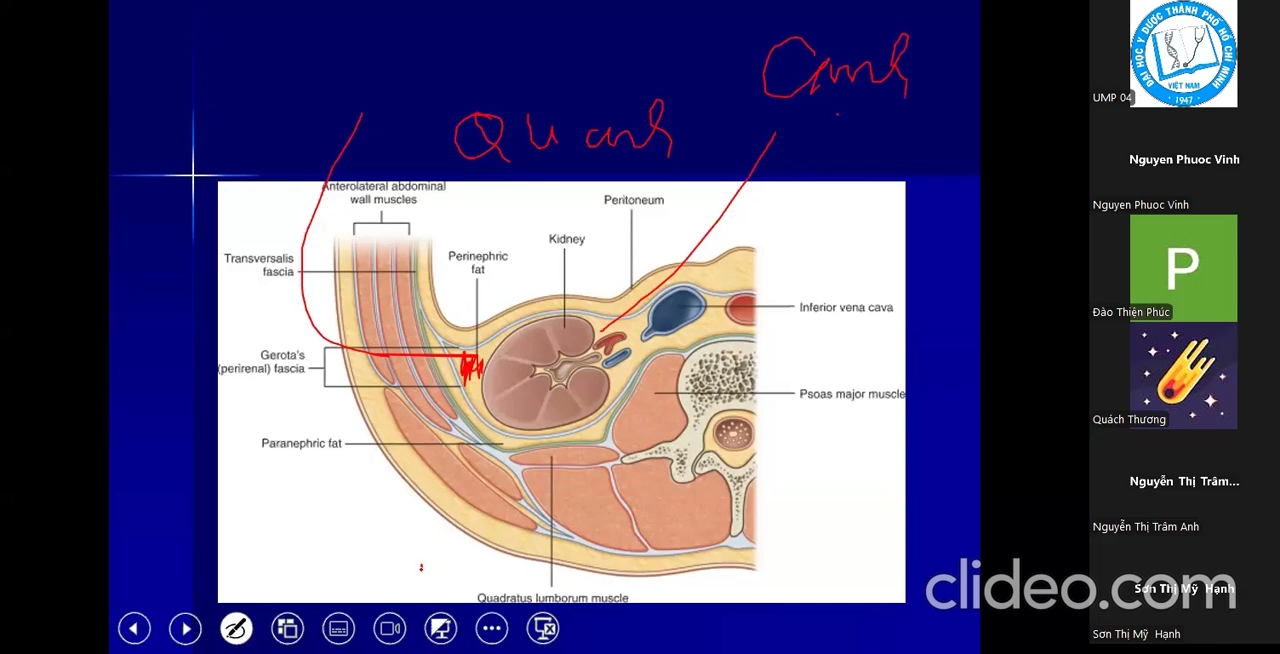 Canh
Quanh
Anterolateral abdominal
wall muscles
Peritoneum
Kidney
Transversalis
fascia
Perinephric
fat
Inferior vena cava
Gerota's
(perirenal) fascia
Psoas major muscle
Paranephric fat
Quadratus lumborum muscle
ĐẠI HỌC Y DƯỢC THÀNH PHỐ HỒ CHÍ MINH
VIỆT NAM
1947
UMP 04
Nguyen Phuoc Vinh
Nguyen Phuoc Vinh
P
Đào Thiện Phúc
Quách Thương
Nguyễn Thị Trâm...
Nguyễn Thị Trâm Anh
Sơn Thị Mỹ Hạnh
Sơn Thị Mỹ Hạnh
clideo.com